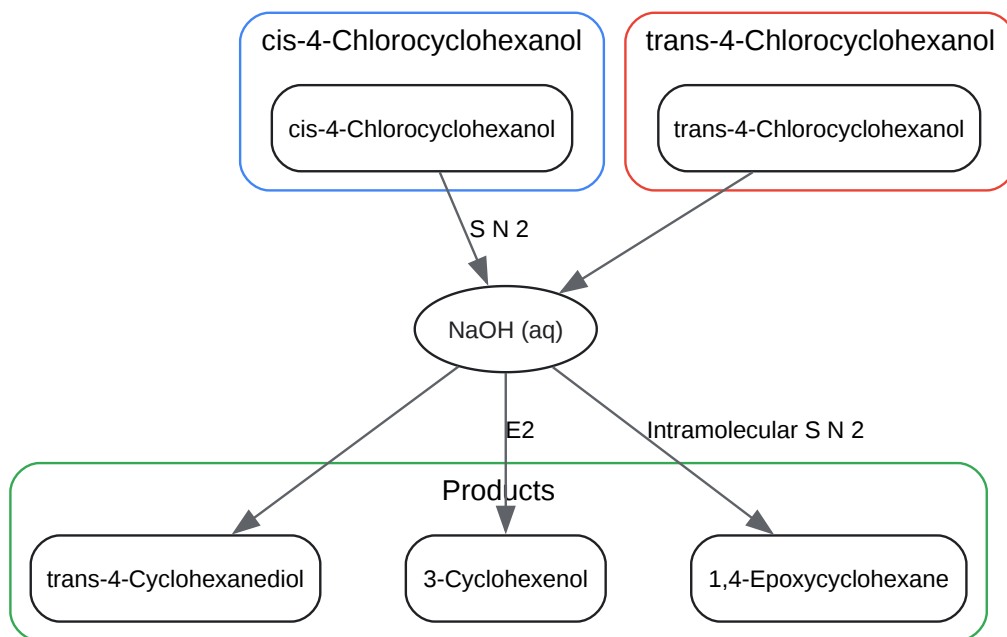 cis-4-Chlorocyclohexanol
trans-4-Chlorocyclohexanol
cis-4-Chlorocyclohexanol
trans-4-Chlorocyclohexanol
S N 2
NaOH (aq)
E2
Intramolecular S N 2
Products
trans-4-Cyclohexanediol
3-Cyclohexenol
1,4-Epoxycyclohexane